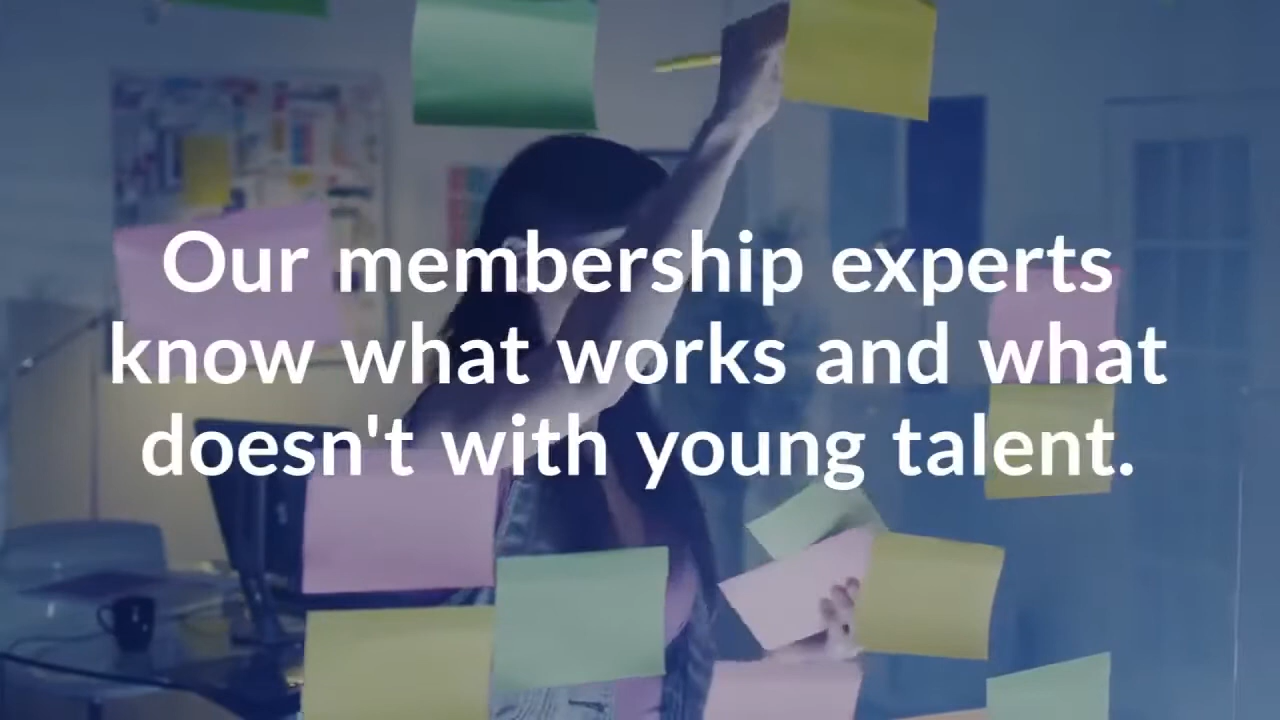 Our membership experts
know what works and what
doesn't with young talent.